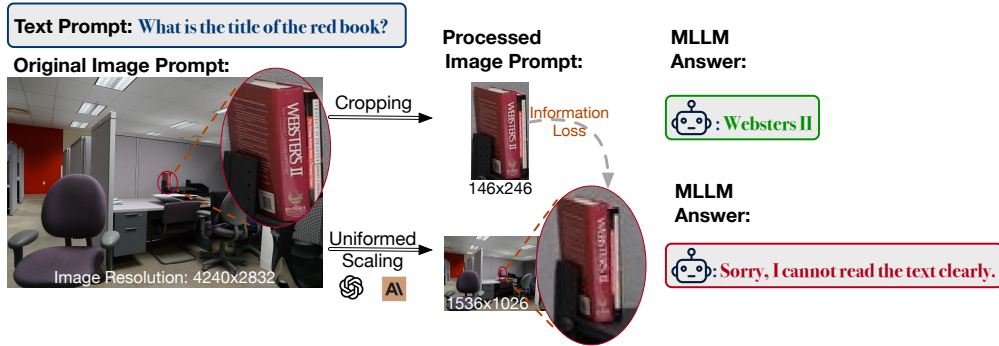 Text Prompt: What is the title of the red book?
Original Image Prompt:
Processed
Image Prompt:
MLLM
Answer:
Cropping
WEBSTER'S II
Information
Loss
146x246
: Websters II
MLLM
Answer:
Uniformed
Scaling
Image Resolution: 4240x2832
1536x1026
: Sorry, I cannot read the text clearly.